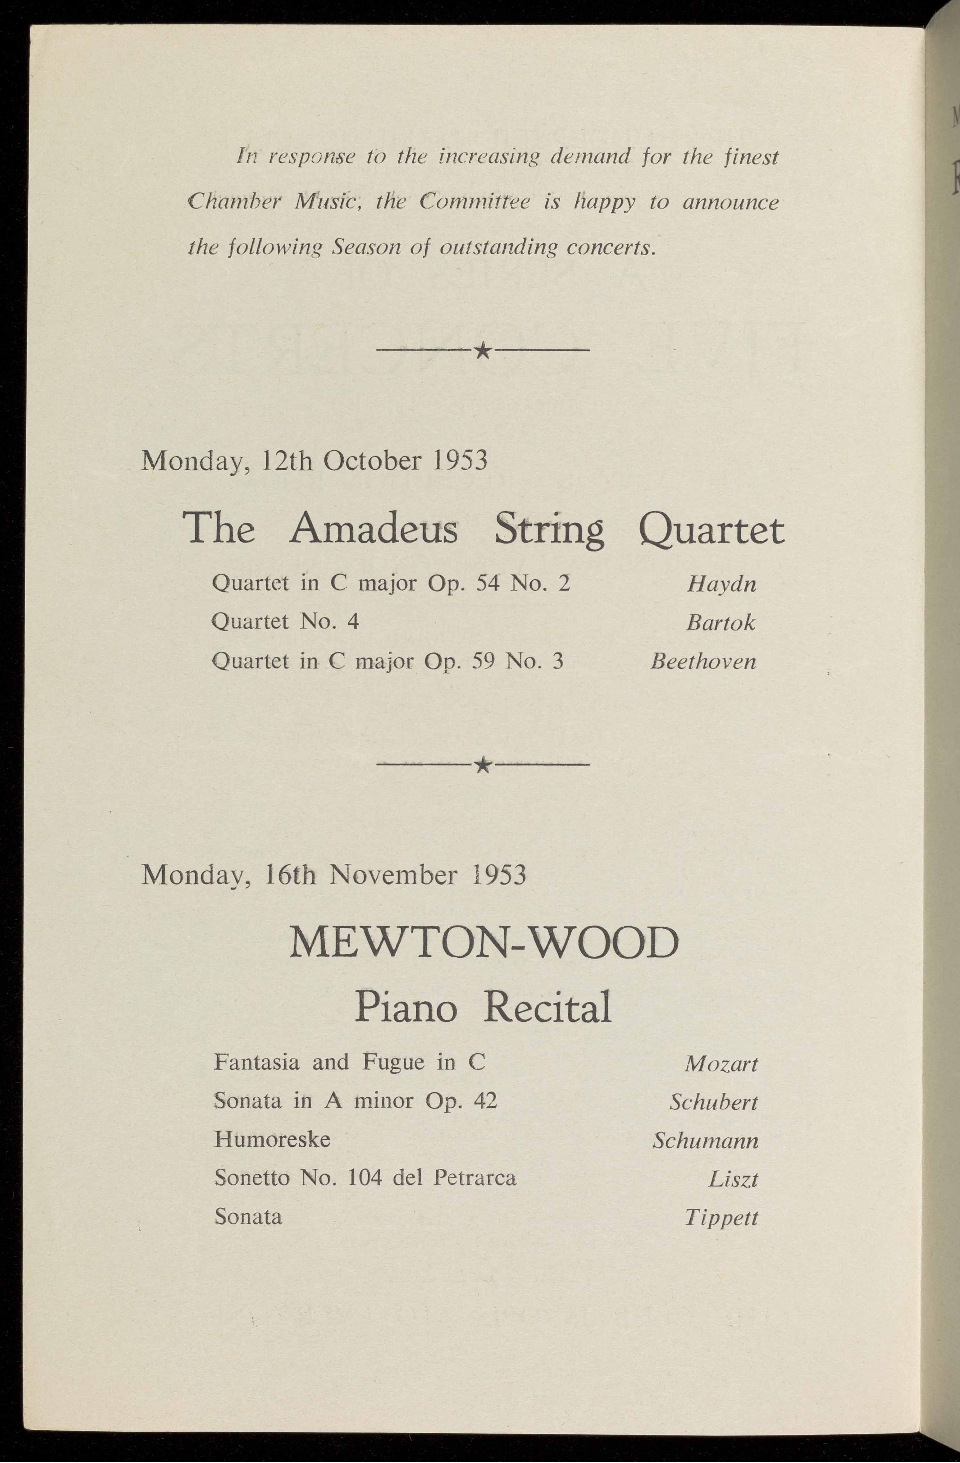 In response to the increasing demand for the finest
Chamber Music, the Committee is happy to announce
the following Season of outstanding concerts.
Monday, 12th October 1953
The Amadeus String Quartet
Quartet in C major Op. 54 No. 2 Haydn
Quartet No. 4 Bartok
Quartet in C major Op. 59 No. 3 Beethoven
Monday, 16th November 1953
MEWTON-WOOD
Piano Recital
Fantasia and Fugue in C Mozart
Sonata in A minor Op. 42 Schubert
Humoreske Schumann
Sonetto No. 104 del Petrarca Liszt
Sonata Tippett